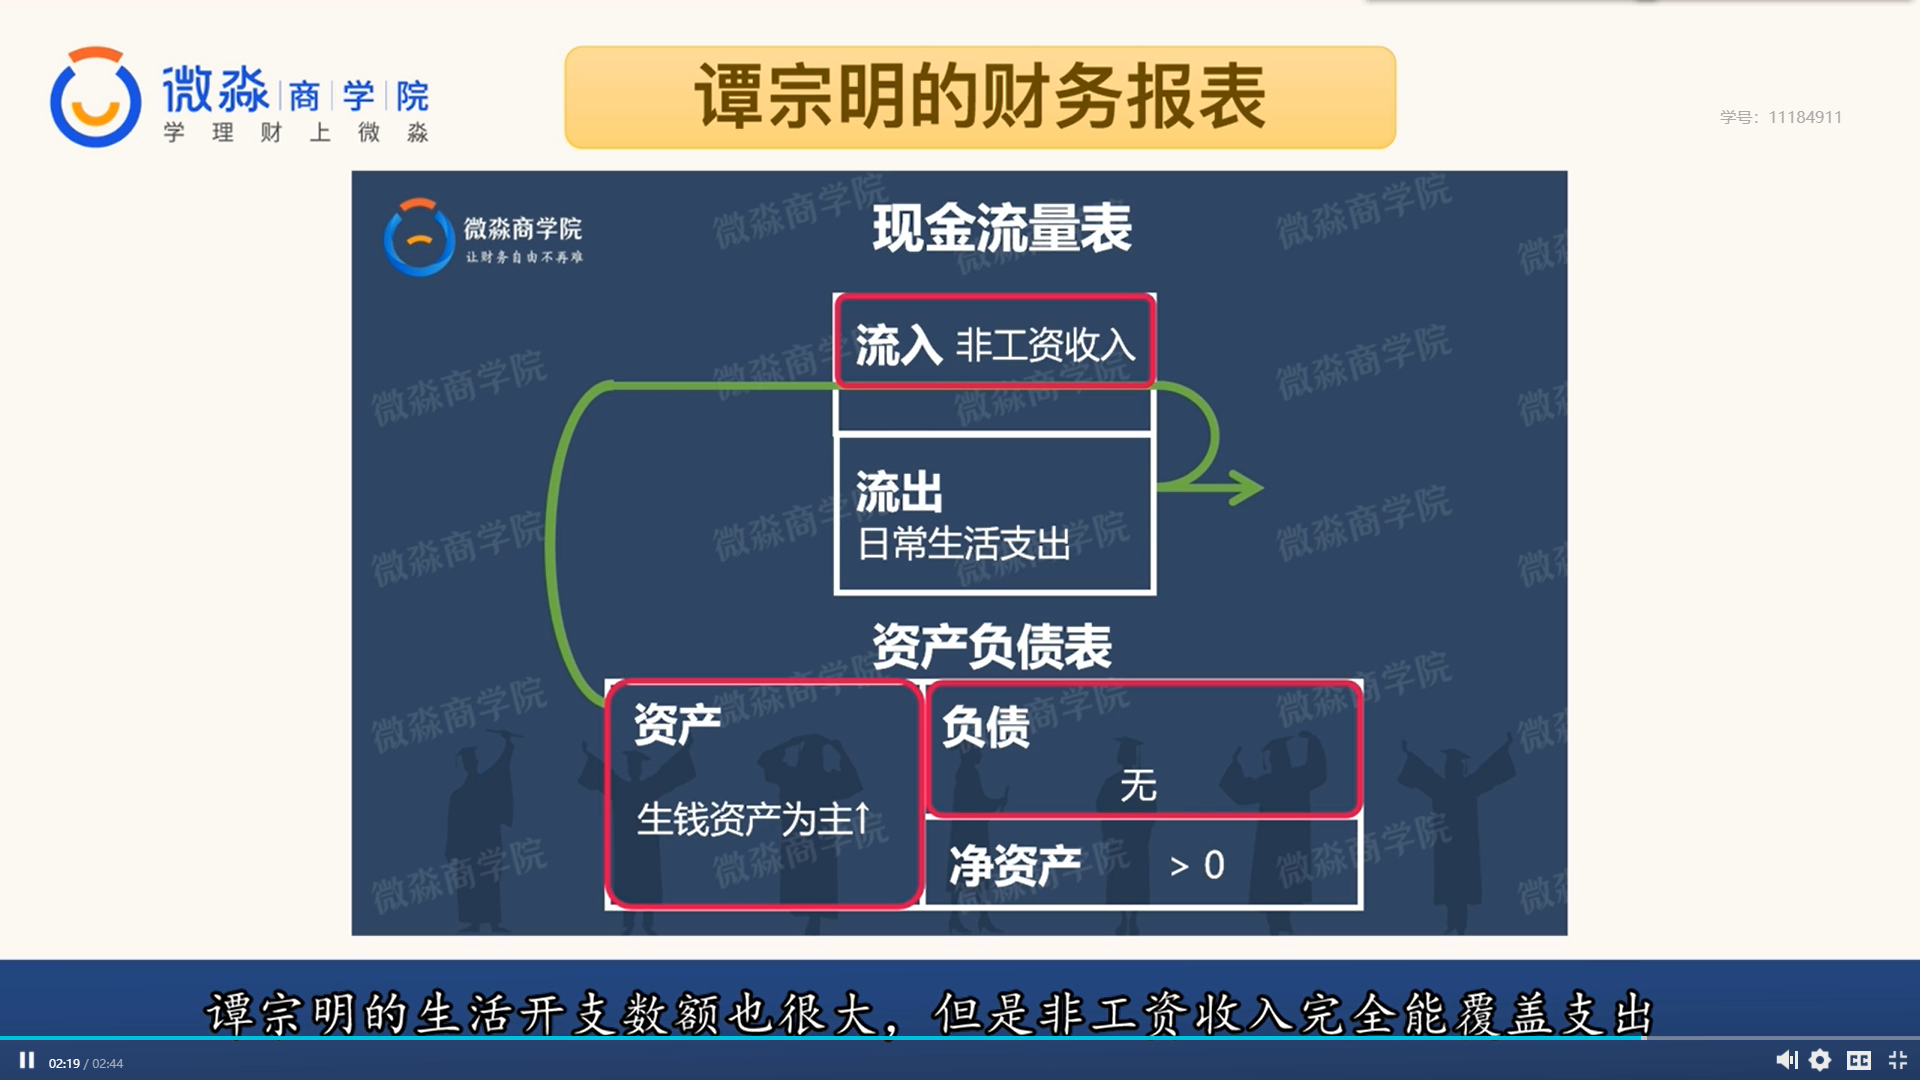 微淼商学院
学理财上微淼
谭宗明的财务报表
学号：11184911
微淼商学院
让财务自由不再难
现金流量表
流入 非工资收入
流出
日常生活支出
资产负债表
资产
生钱资产为主↑
负债
无
净资产 > 0
谭宗明的生活开支数额也很大，但是非工资收入完全能覆盖支出
02:19 / 02:44
CC